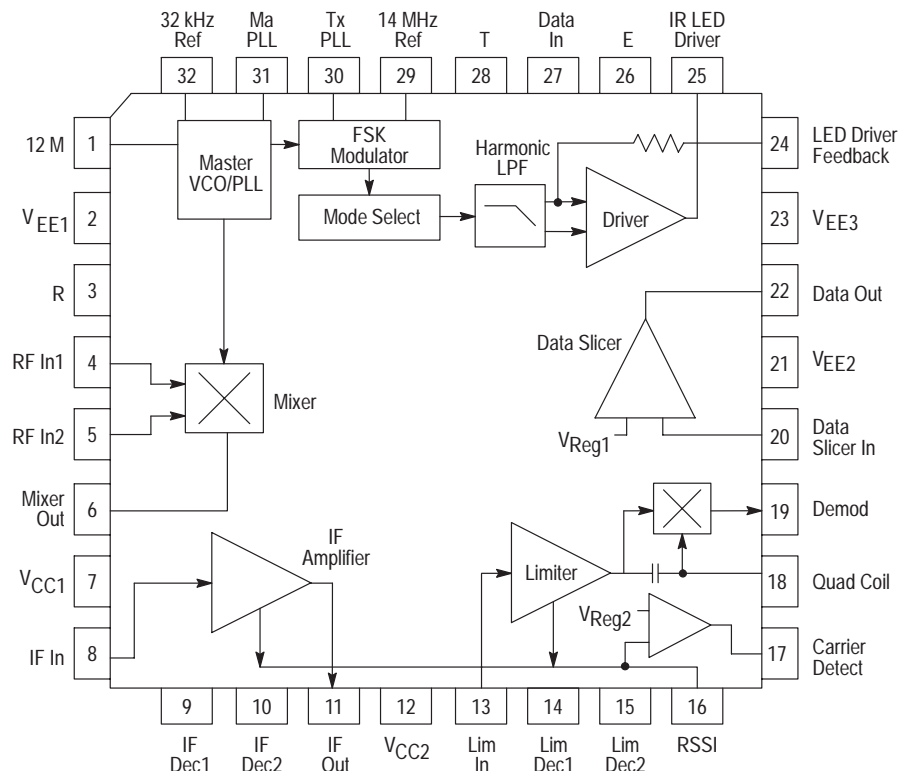 32 kHz
Ref
Ma
PLL
Tx
PLL
14 MHz
Ref
T
Data
In
E
IR LED
Driver
32
31
30
29
28
27
26
25
12 M
1
Master
VCO/PLL
FSK
Modulator
Harmonic
LPF
24
LED Driver
Feedback
VEE1
2
Mode Select
Driver
23
VEE3
R
3
22
Data Out
RF In1
4
Mixer
Data Slicer
21
VEE2
RF In2
5
VReg1
20
Data
Slicer In
Mixer
Out
6
19
Demod
VCC1
7
IF
Amplifier
Limiter
18
Quad Coil
IF In
8
VReg2
17
Carrier
Detect
9
10
11
12
13
14
15
16
IF
Dec1
IF
Dec2
IF
Out
VCC2
Lim
In
Lim
Dec1
Lim
Dec2
RSSI